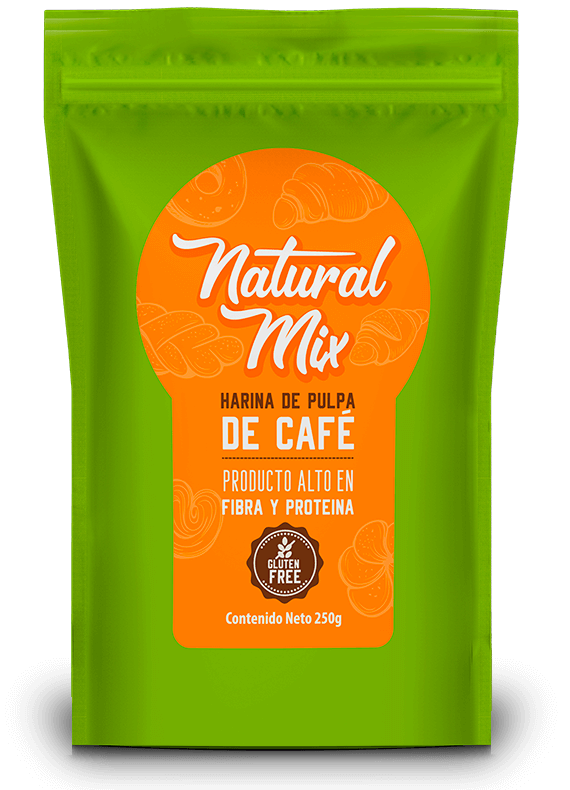 Natural
Mix
HARINA DE PULPA
DE CAFÉ
PRODUCTO ALTO EN
FIBRA Y PROTEINA
GLUTEN
FREE
Contenido Neto 250g